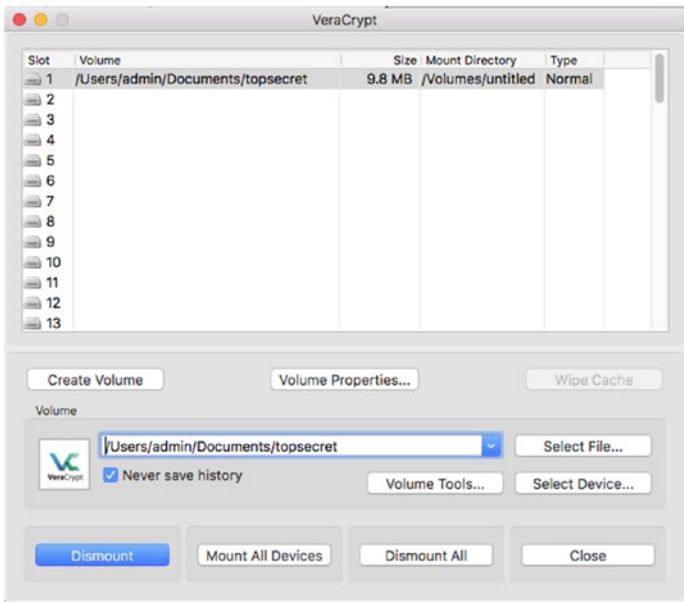 VeraCrypt
Slot Volume Size Mount Directory Type
1 /Users/admin/Documents/topsecret 9.8 MB /Volumes/untitled Normal
2
3
4
5
6
7
8
9
10
11
12
13
Create Volume Volume Properties... Wipe Cache
Volume
/Users/admin/Documents/topsecret Select File...
VeraCrypt Never save history Volume Tools... Select Device...
Dismount Mount All Devices Dismount All Close